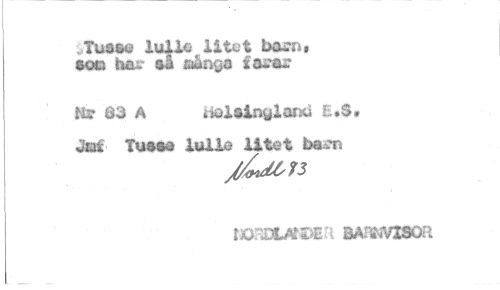 Tusse lulle litet barn,
som har så många farar
Nr 83 A Helsingland E.S.
Jmf Tusse lulle litet barn
Nordl 93
NORDLANDER BARNVISOR